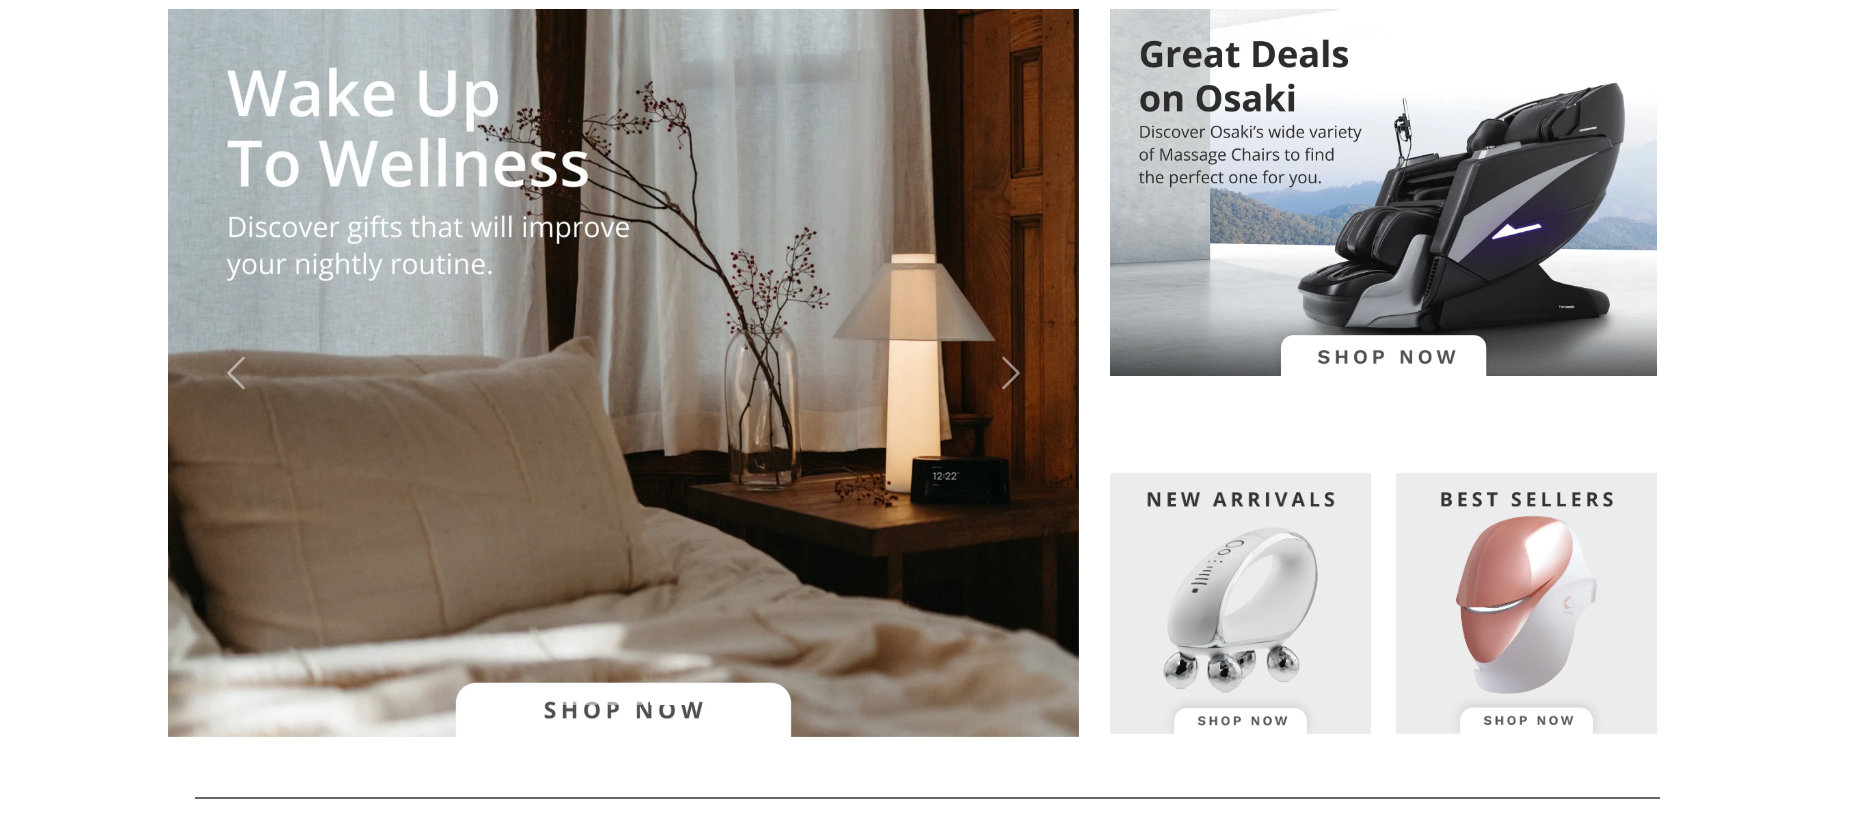 Wake Up
To Wellness
Discover gifts that will improve
your nightly routine.
12:22
SHOP NOW
Great Deals
on Osaki
Discover Osaki's wide variety
of Massage Chairs to find
the perfect one for you.
SHOP NOW
NEW ARRIVALS
SHOP NOW
BEST SELLERS
SHOP NOW